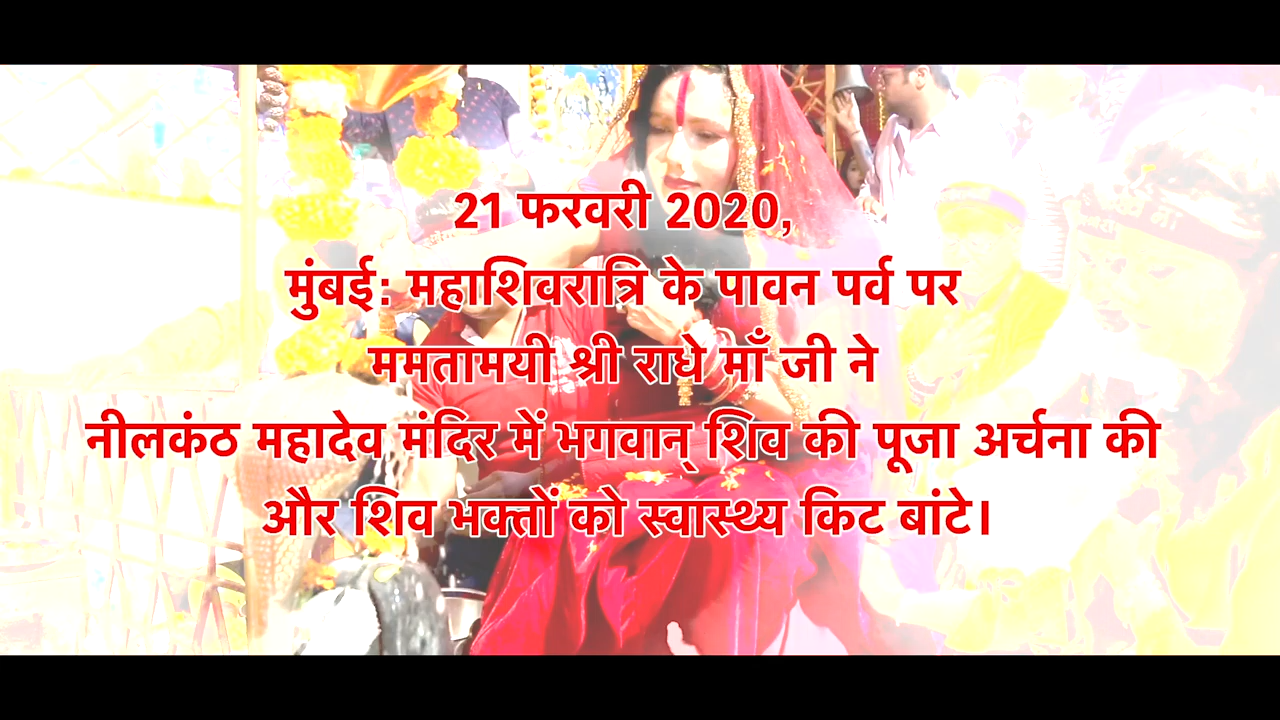 21 फरवरी 2020,
मुंबई: महाशिवरात्रि के पावन पर्व पर
ममतामयी श्री राधे माँ जी ने
नीलकंठ महादेव मंदिर में भगवान् शिव की पूजा अर्चना की
और शिव भक्तों को स्वास्थ्य किट बांटे।